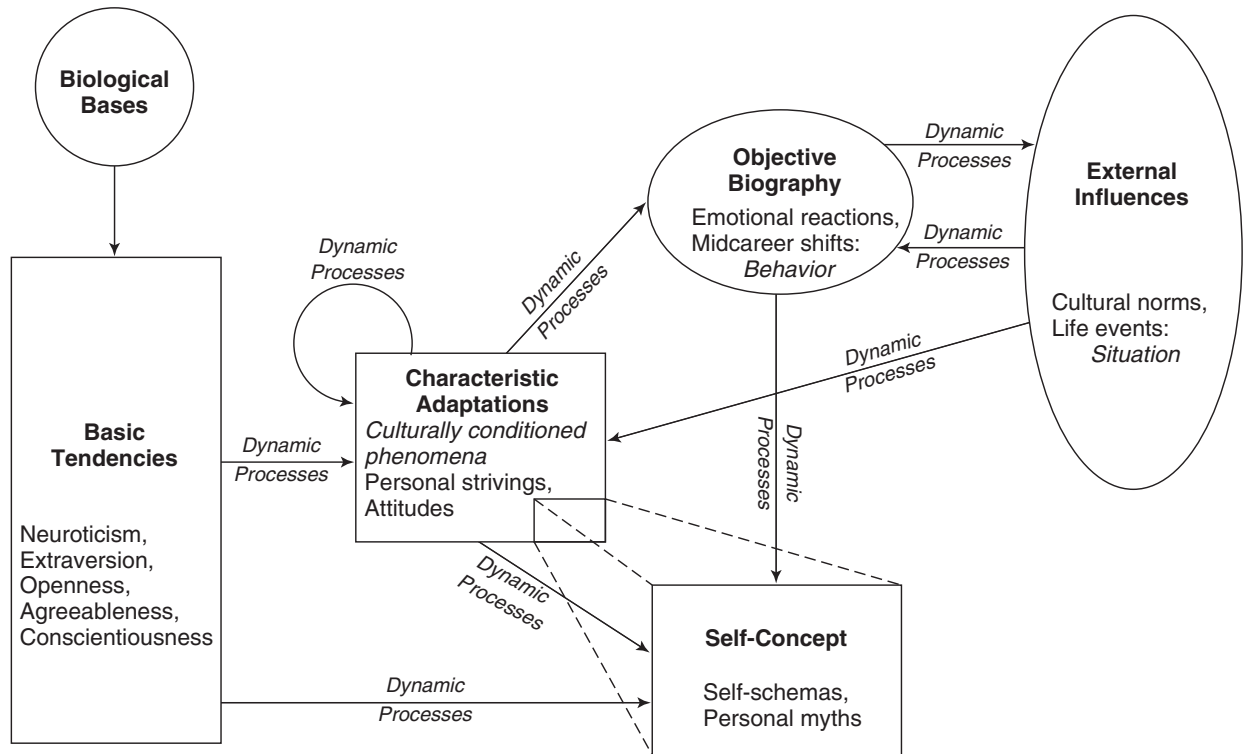 Biological
Bases
Basic
Tendencies
Neuroticism,
Extraversion,
Openness,
Agreeableness,
Conscientiousness
Dynamic
Processes
Dynamic
Processes
Characteristic
Adaptations
Culturally conditioned
phenomena
Personal strivings,
Attitudes
Dynamic
Processes
Objective
Biography
Emotional reactions,
Midcareer shifts:
Behavior
Dynamic
Processes
Dynamic
Processes
External
Influences
Cultural norms,
Life events:
Situation
Dynamic
Processes
Dynamic
Processes
Dynamic
Processes
Dynamic
Processes
Self-Concept
Self-schemas,
Personal myths